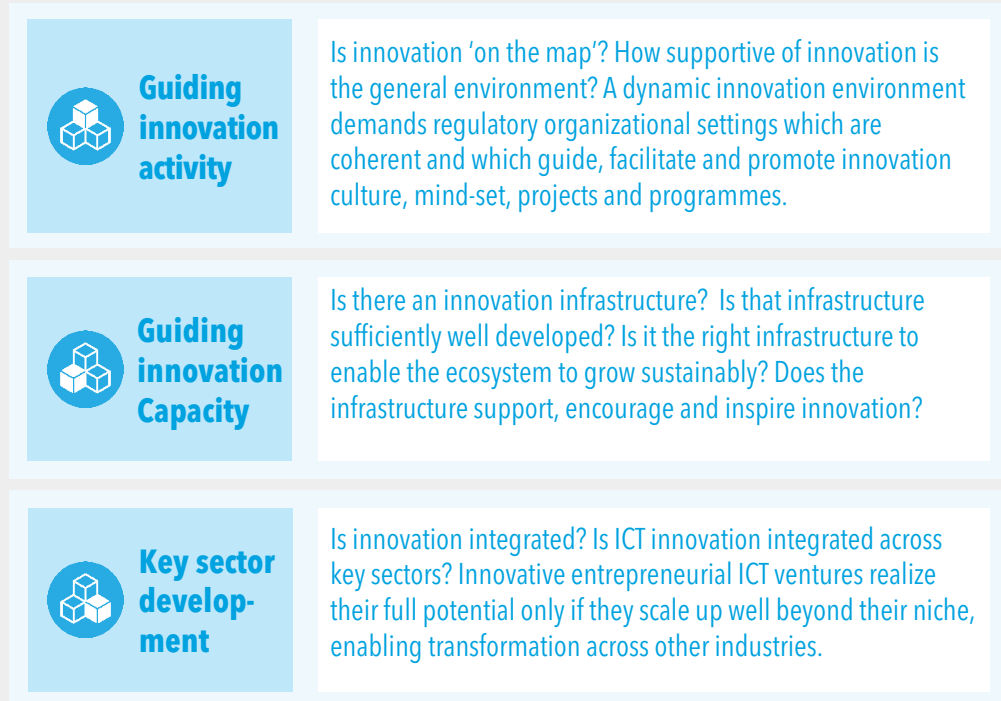 Guiding
innovation
activity
Is innovation ‘on the map’? How supportive of innovation is
the general environment? A dynamic innovation environment
demands regulatory organizational settings which are
coherent and which guide, facilitate and promote innovation
culture, mind-set, projects and programmes.
Guiding
innovation
Capacity
Is there an innovation infrastructure?  Is that infrastructure
sufficiently well developed? Is it the right infrastructure to
enable the ecosystem to grow sustainably? Does the
infrastructure support, encourage and inspire innovation?
Key sector
develop-
ment
Is innovation integrated? Is ICT innovation integrated across
key sectors? Innovative entrepreneurial ICT ventures realize
their full potential only if they scale up well beyond their niche,
enabling transformation across other industries.